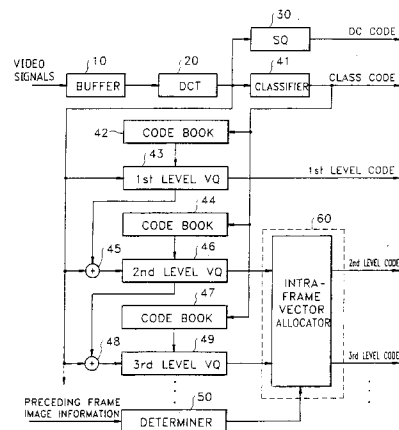 30
SQ
DC CODE
VIDEO
SIGNALS
10
BUFFER
20
DCT
41
CLASSIFIER
CLASS CODE
42
CODE BOOK
43
1st LEVEL VQ
1st LEVEL CODE
44
CODE BOOK
60
45
46
2nd LEVEL VQ
2nd LEVEL CODE
47
CODE BOOK
INTRA-
FRAME
VECTOR
ALLOCATOR
48
49
3rd LEVEL VQ
3rd LEVEL CODE
PRECEDING FRAME
IMAGE INFORMATION
50
DETERMINER